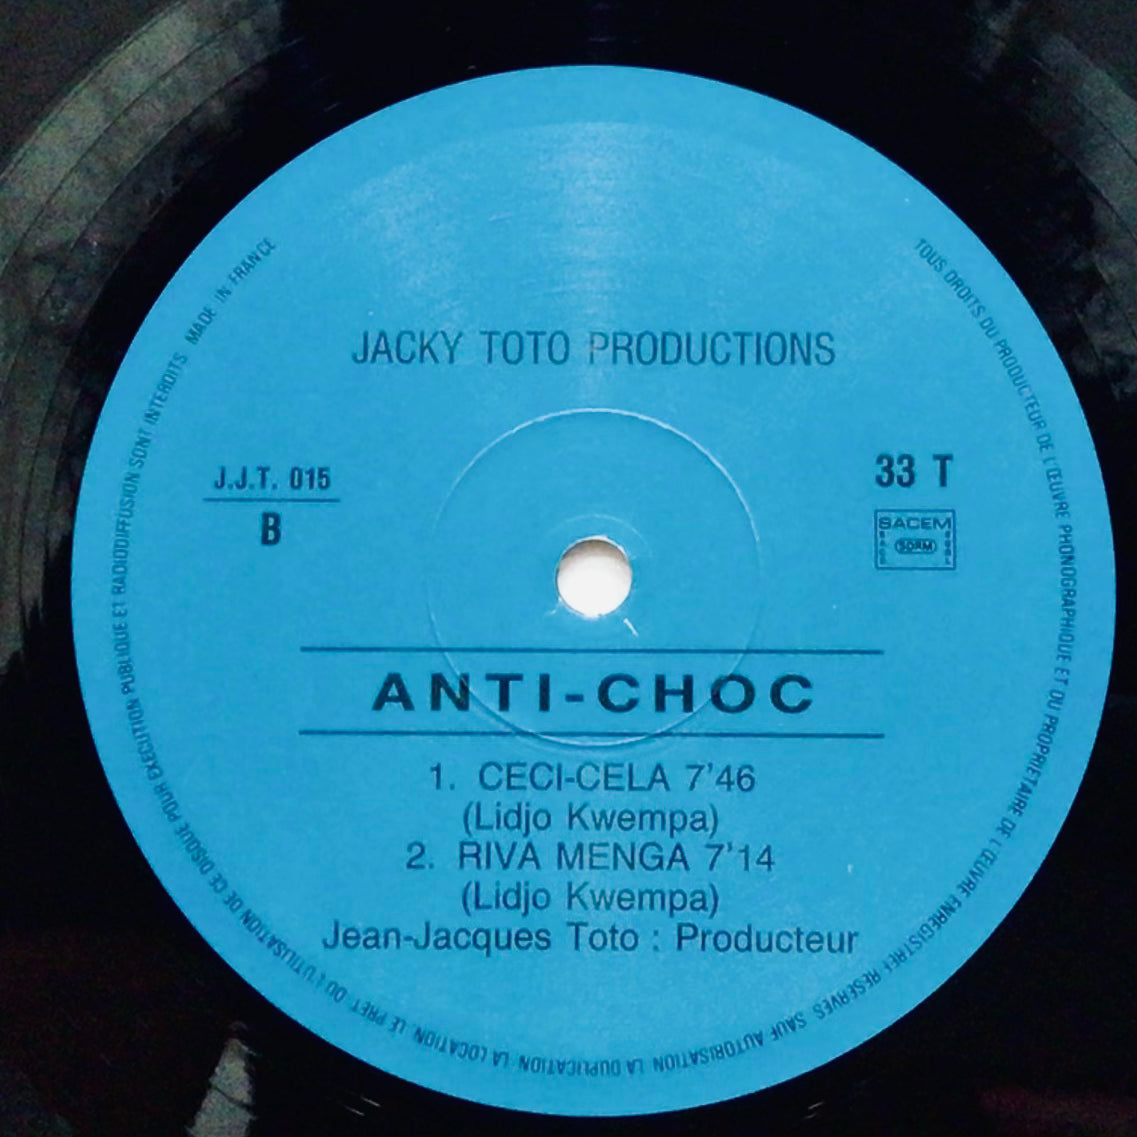 JACKY TOTO PRODUCTIONS
J.J.T. 015
B
33 T
SACEM
SDRM
ANTI-CHOC
1. CECI-CELA 7'46
(Lidjo Kwempa)
2. RIVA MENGA 7'14
(Lidjo Kwempa)
Jean-Jacques Toto : Producteur
TOUS DROITS DU PRODUCTEUR DE L'ŒUVRE PHONOGRAPHIQUE ET DU PROPRIETAIRE DE L'ŒUVRE ENREGISTREE RESERVES SAUF AUTORISATION LA DUPLICATION LA LOCATION LE PRET OU L'UTILISATION DE CE DISQUE POUR EXECUTION PUBLIQUE ET RADIODIFFUSION SONT INTERDITS MADE IN FRANCE